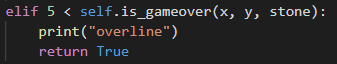 elif 5 < self.is_gameover(x, y, stone):
    print("overline")
    return True